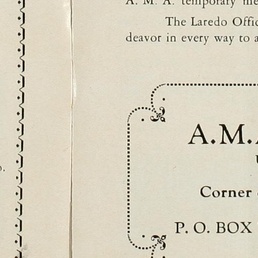 A. M. A. temporary me
The Laredo Offic
deavor in every way to a
A.M.A
Corner
P. O. BOX